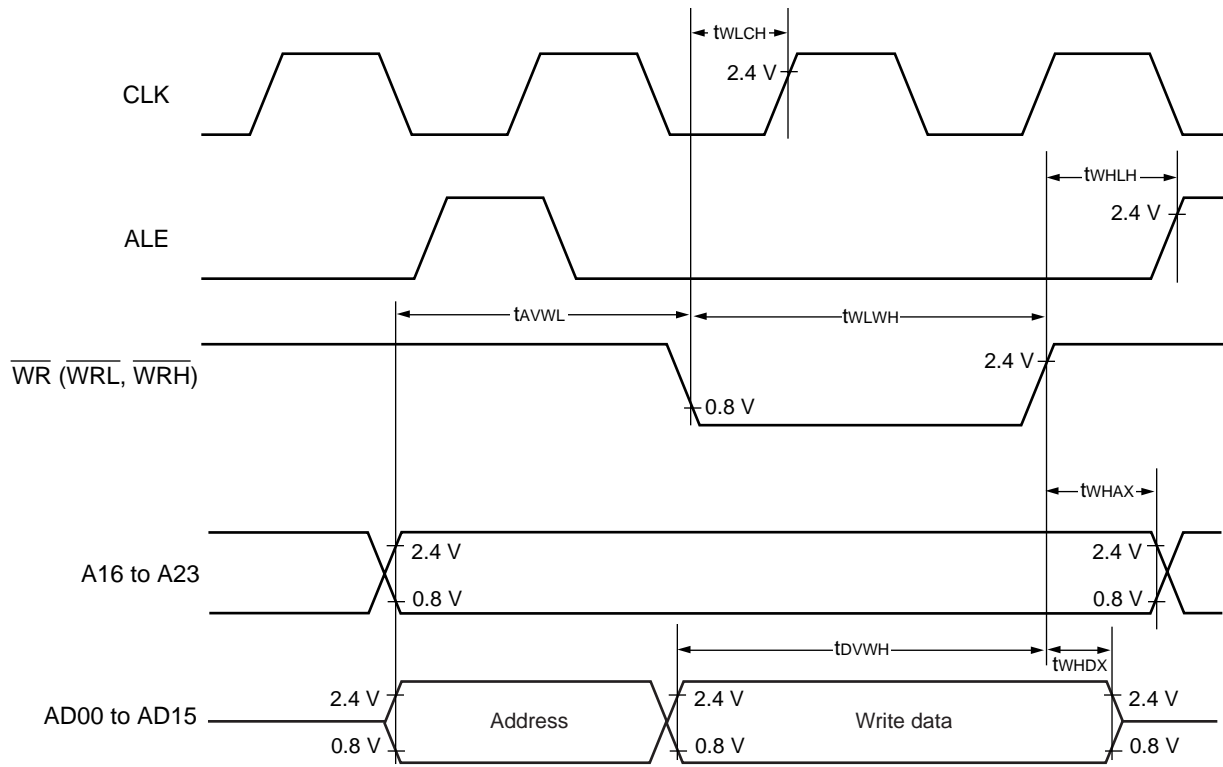 tWLCH
2.4 V
CLK
tWHLH
2.4 V
ALE
tAVWL
tWLWH
2.4 V
WR (WRL, WRH)
0.8 V
tWHAX
2.4 V
2.4 V
A16 to A23
0.8 V
0.8 V
tDVWH
tWHDX
2.4 V
2.4 V
2.4 V
AD00 to AD15
Address
Write data
0.8 V
0.8 V
0.8 V